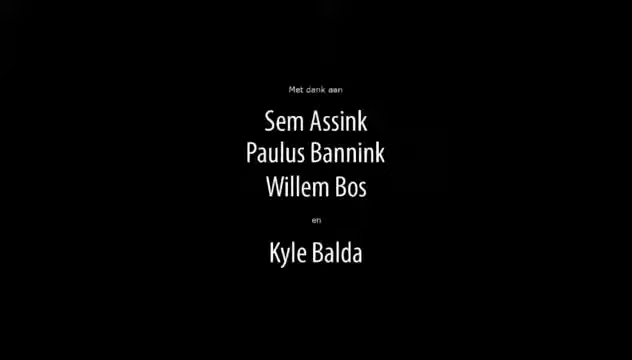 Met dank aan
Sem Assink
Paulus Bannink
Willem Bos
en
Kyle Balda